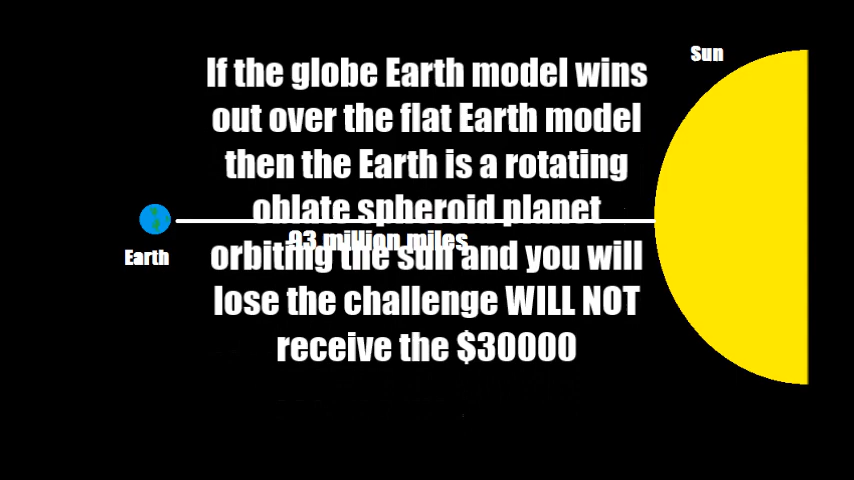 Sun
If the globe Earth model wins
out over the flat Earth model
then the Earth is a rotating
oblate spheroid planet
93 million miles
Earth
orbiting the sun and you will
lose the challenge WILL NOT
receive the $30000